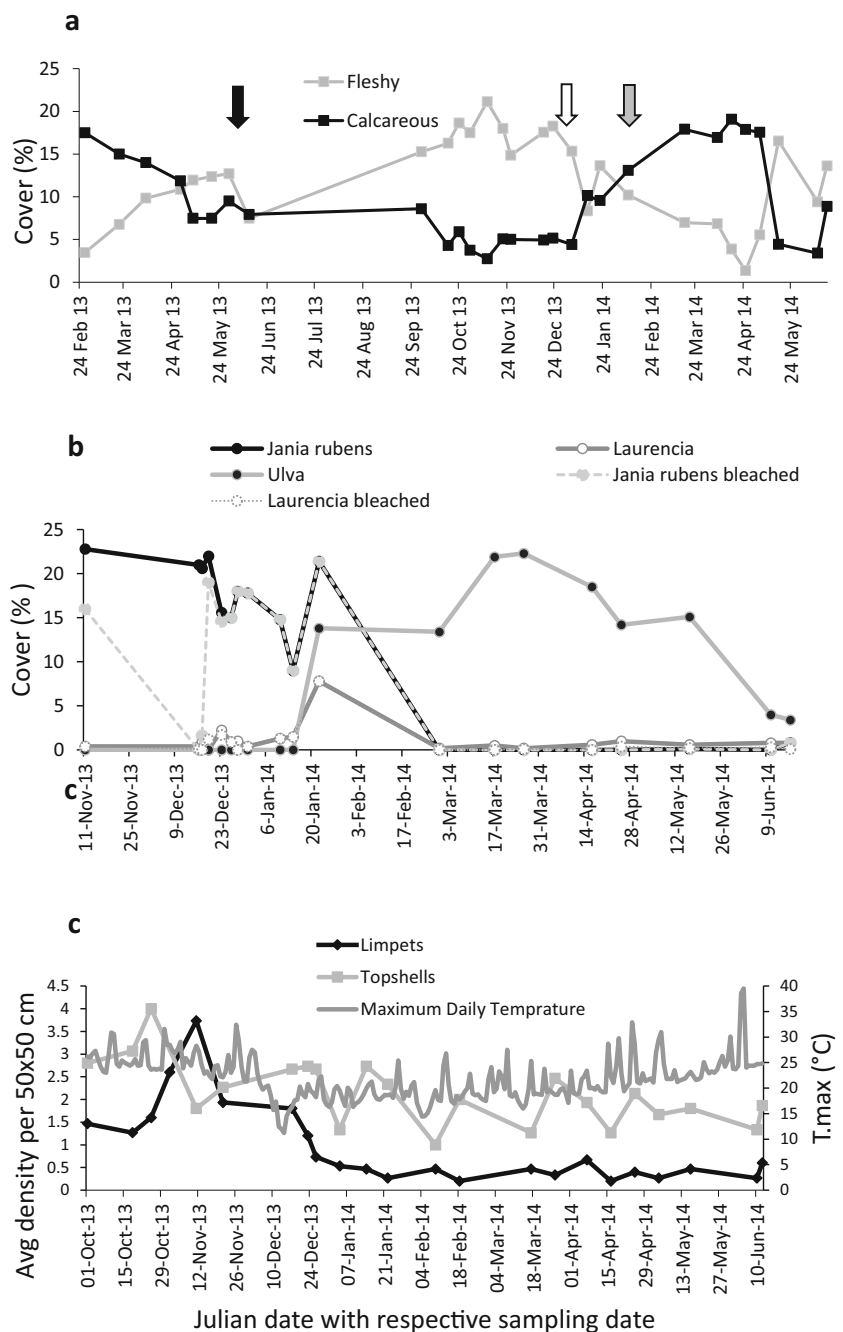 a
Fleshy
Calcareous
Cover (%)
25
20
15
10
5
0
24 Feb 13
24 Mar 13
24 Apr 13
24 May 13
24 Jun 13
24 Jul 13
24 Aug 13
24 Sep 13
24 Oct 13
24 Nov 13
24 Dec 13
24 Jan 14
24 Feb 14
24 Mar 14
24 Apr 14
24 May 14
b
Jania rubens
Laurencia
Ulva
Jania rubens bleached
Laurencia bleached
Cover (% )
25
20
15
10
5
0
c
11-Nov-13
25-Nov-13
9-Dec-13
23-Dec-13
6-Jan-14
20-Jan-14
3-Feb-14
17-Feb-14
3-Mar-14
17-Mar-14
31-Mar-14
14-Apr-14
28-Apr-14
12-May-14
26-May-14
9-Jun-14
c
Limpets
Topshells
Maximum Daily Temprature
Avg density per 50x50 cm
4.5
4
3.5
3
2.5
2
1.5
1
0.5
0
40
35
30
25
20
15
10
5
0
T.max (°C)
01-Oct-13
15-Oct-13
29-Oct-13
12-Nov-13
26-Nov-13
10-Dec-13
24-Dec-13
07-Jan-14
21-Jan-14
04-Feb-14
18-Feb-14
04-Mar-14
18-Mar-14
01-Apr-14
15-Apr-14
29-Apr-14
13-May-14
27-May-14
10-Jun-14
Julian date with respective sampling date